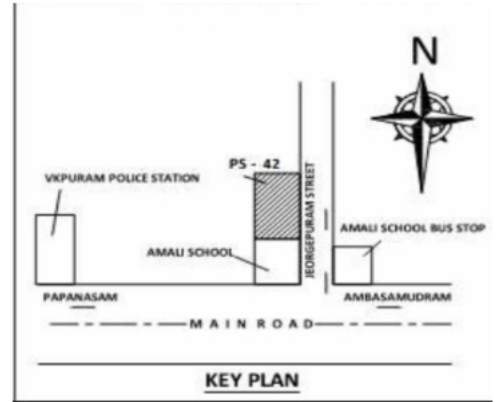 N
PS - 42
VKPURAM POLICE STATION
JEORGEPURAM STREET
AMALI SCHOOL BUS STOP
AMALI SCHOOL
PAPANASAM
AMBASAMUDRAM
MAIN ROAD
KEY PLAN